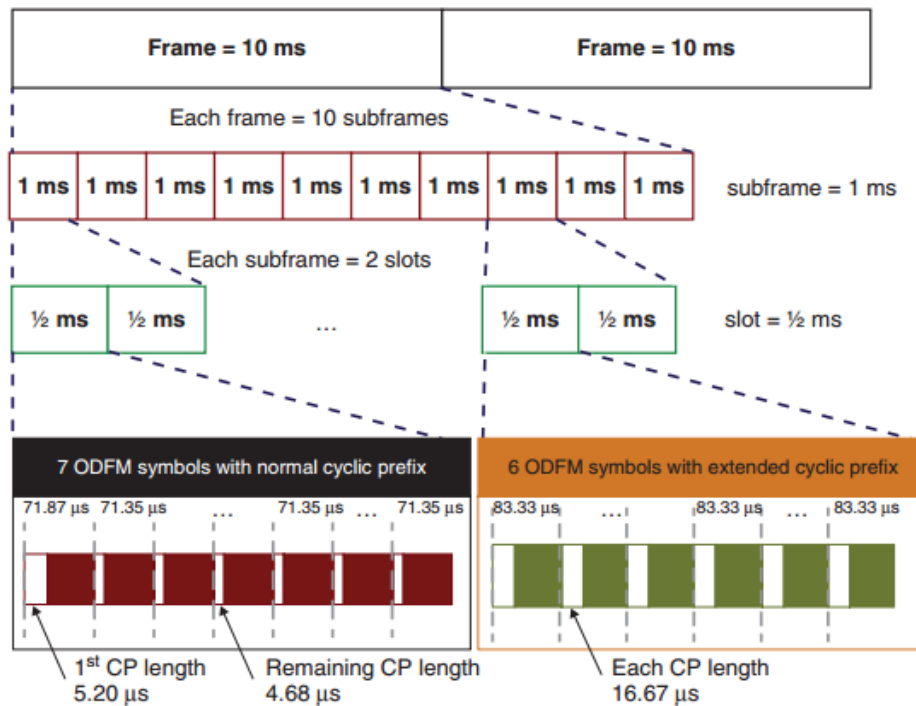 Frame = 10 ms Frame = 10 ms
Each frame = 10 subframes
1 ms 1 ms 1 ms 1 ms 1 ms 1 ms 1 ms 1 ms 1 ms 1 ms subframe = 1 ms
Each subframe = 2 slots
½ ms ½ ms ... ½ ms ½ ms slot = ½ ms
7 ODFM symbols with normal cyclic prefix 6 ODFM symbols with extended cyclic prefix
71.87 µs 71.35 µs ... 71.35 µs ... 71.35 µs 83.33 µs ... 83.33 µs ... 83.33 µs
1st CP length Remaining CP length Each CP length
5.20 µs 4.68 µs 16.67 µs